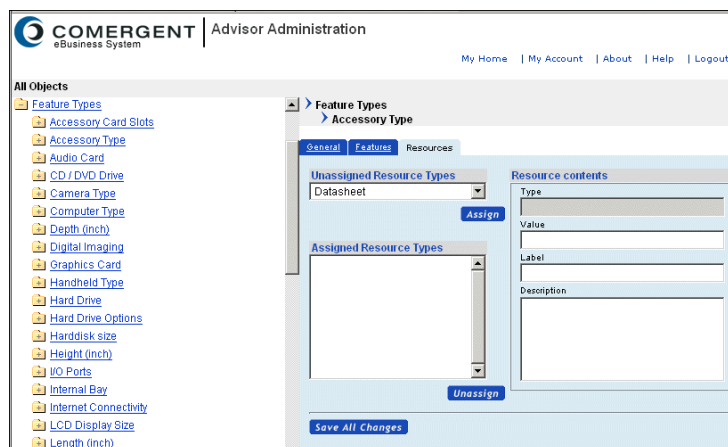 COMERGENT
eBusiness System
Advisor Administration
My Home | My Account | About | Help | Logout
All Objects
Feature Types
Accessory Card Slots
Accessory Type
Audio Card
CD / DVD Drive
Camera Type
Computer Type
Depth (inch)
Digital Imaging
Graphics Card
Handheld Type
Hard Drive
Hard Drive Options
Harddisk size
Height (inch)
I/O Ports
Internal Bay
Internet Connectivity
LCD Display Size
Length (inch)
Feature Types
Accessory Type
General
Features
Resources
Unassigned Resource Types
Datasheet
Assign
Assigned Resource Types
Unassign
Resource contents
Type
Value
Label
Description
Save All Changes